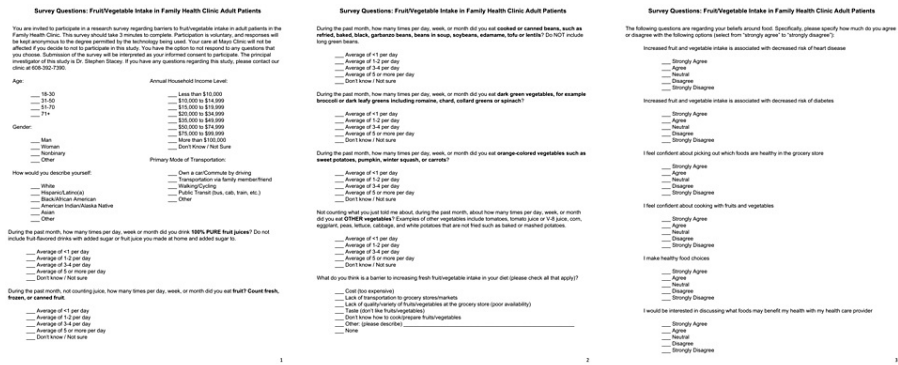 Survey Questions: Fruit/Vegetable Intake in Family Health Clinic Adult Patients
You are invited to participate in a research survey regarding barriers to fruit/vegetable intake in adult patients in the
Family Health Clinic. This survey should take 3 minutes to complete. Participation is voluntary, and responses will
be kept anonymous to the degree permitted by the technology being used. Your care at Mayo Clinic will not be
affected if you decide to not to participate in this study. You have the option to not respond to any questions that
you choose. Submission of the survey will be interpreted as your informed consent to participate. The principal
investigator of this study is Dr. Stephen Stacey. If you have any questions regarding this study, please contact our
clinic at 608-392-7390.
Age:
___ 18-30
___ 31-50
___ 51-70
___ 71+
Gender:
___ Man
___ Woman
___ Nonbinary
___ Other
How would you describe yourself:
___ White
___ Hispanic/Latino(a)
___ Black/African American
___ American Indian/Alaska Native
___ Asian
___ Other
Annual Household Income Level:
___ Less than $10,000
___ $10,000 to $14,999
___ $15,000 to $19,999
___ $20,000 to $34,999
___ $35,000 to $49,999
___ $50,000 to $74,999
___ $75,000 to $99,999
___ More than $100,000
___ Don't Know / Not Sure
Primary Mode of Transportation:
___ Own a car/Commute by driving
___ Transportation via family member/friend
___ Walking/Cycling
___ Public Transit (bus, cab, train, etc.)
___ Other
During the past month, how many times per day, week or month did you drink 100% PURE fruit juices? Do not
include fruit-flavored drinks with added sugar or fruit juice you made at home and added sugar to.
___ Average of <1 per day
___ Average of 1-2 per day
___ Average of 3-4 per day
___ Average of 5 or more per day
___ Don't know / Not sure
During the past month, not counting juice, how many times per day, week, or month did you eat fruit? Count fresh,
frozen, or canned fruit.
___ Average of <1 per day
___ Average of 1-2 per day
___ Average of 3-4 per day
___ Average of 5 or more per day
___ Don't know / Not sure
1
Survey Questions: Fruit/Vegetable Intake in Family Health Clinic Adult Patients
During the past month, how many times per day, week, or month did you eat cooked or canned beans, such as
refried, baked, black, garbanzo beans, beans in soup, soybeans, edamame, tofu or lentils? Do NOT include
long green beans.
___ Average of <1 per day
___ Average of 1-2 per day
___ Average of 3-4 per day
___ Average of 5 or more per day
___ Don't know / Not sure
During the past month, how many times per day, week, or month did you eat dark green vegetables, for example
broccoli or dark leafy greens including romaine, chard, collard greens or spinach?
___ Average of <1 per day
___ Average of 1-2 per day
___ Average of 3-4 per day
___ Average of 5 or more per day
___ Don't know / Not sure
During the past month, how many times per day, week, or month did you eat orange-colored vegetables such as
sweet potatoes, pumpkin, winter squash, or carrots?
___ Average of <1 per day
___ Average of 1-2 per day
___ Average of 3-4 per day
___ Average of 5 or more per day
___ Don't know / Not sure
Not counting what you just told me about, during the past month, about how many times per day, week, or month
did you eat OTHER vegetables? Examples of other vegetables include tomatoes, tomato juice or V-8 juice, corn,
eggplant, peas, lettuce, cabbage, and white potatoes that are not fried such as baked or mashed potatoes.
___ Average of <1 per day
___ Average of 1-2 per day
___ Average of 3-4 per day
___ Average of 5 or more per day
___ Don't know / Not sure
What do you think is a barrier to increasing fresh fruit/vegetable intake in your diet (please check all that apply)?
___ Cost (too expensive)
___ Lack of transportation to grocery stores/markets
___ Lack of quality/variety of fruits/vegetables at the grocery store (poor availability)
___ Taste (don't like fruits/vegetables)
___ Don't know how to cook/prepare fruits/vegetables
___ Other: (please describe)
___ None
2
Survey Questions: Fruit/Vegetable Intake in Family Health Clinic Adult Patients
The following questions are regarding your beliefs around food. Specifically, please specify how much do you agree
or disagree with the following options (select from "strongly agree" to "strongly disagree"):
Increased fruit and vegetable intake is associated with decreased risk of heart disease
___ Strongly Agree
___ Agree
___ Neutral
___ Disagree
___ Strongly Disagree
Increased fruit and vegetable intake is associated with decreased risk of diabetes
___ Strongly Agree
___ Agree
___ Neutral
___ Disagree
___ Strongly Disagree
I feel confident about picking out which foods are healthy in the grocery store
___ Strongly Agree
___ Agree
___ Neutral
___ Disagree
___ Strongly Disagree
I feel confident about cooking with fruits and vegetables
___ Strongly Agree
___ Agree
___ Neutral
___ Disagree
___ Strongly Disagree
I make healthy food choices
___ Strongly Agree
___ Agree
___ Neutral
___ Disagree
___ Strongly Disagree
I would be interested in discussing what foods may benefit my health with my health care provider
___ Strongly Agree
___ Agree
___ Neutral
___ Disagree
___ Strongly Disagree
3